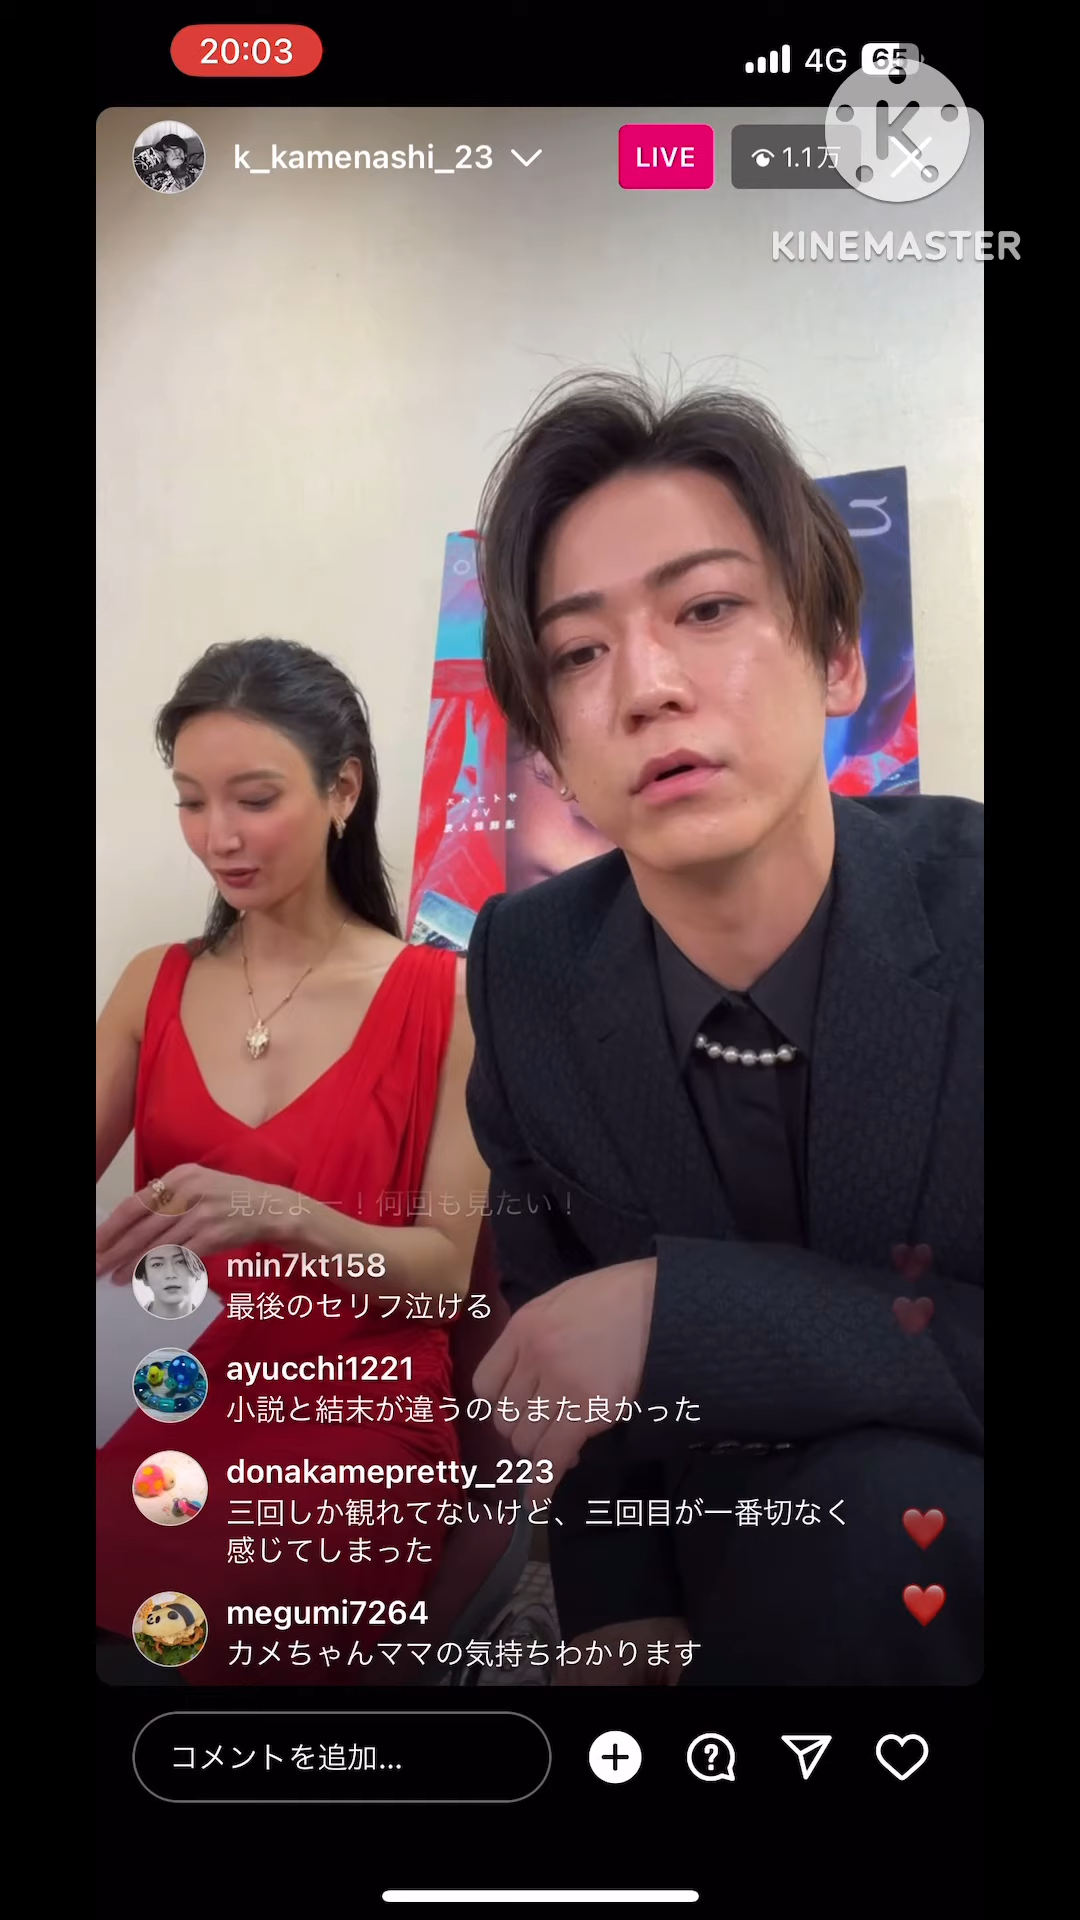 20:03
4G
65
k_kamenashi_23
LIVE
1.1万
K
KINEMASTER
見たよー！何回も見たい！
min7kt158
最後のセリフ泣ける
ayucchi1221
小説と結末が違うのもまた良かった
donakamepretty_223
三回しか観れてないけど、三回目が一番切なく
感じてしまった
megumi7264
カメちゃんママの気持ちわかります
コメントを追加...